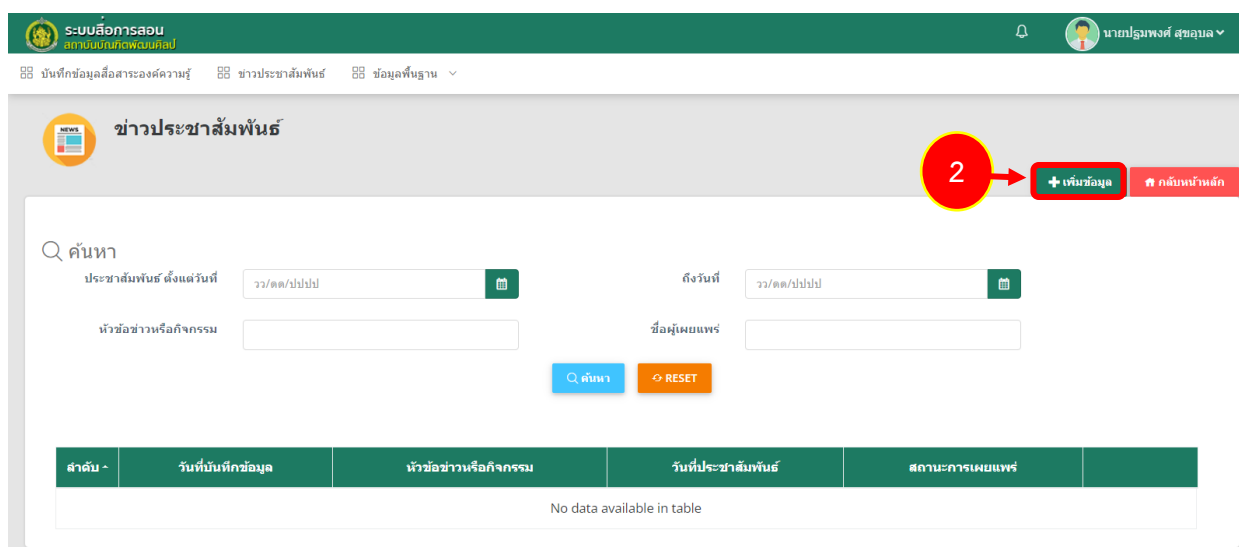 ระบบสื่อการสอน
สถาบันบัณฑิตพัฒนศิลป์
นายปฐมพงศ์ สุขอุบล
บันทึกข้อมูลสื่อสาระองค์ความรู้ ข่าวประชาสัมพันธ์ ข้อมูลพื้นฐาน
NEWS
ข่าวประชาสัมพันธ์
2
เพิ่มข้อมูล กลับหน้าหลัก
ค้นหา
ประชาสัมพันธ์ ตั้งแต่วันที่ วว/ดด/ปปปป ถึงวันที่ วว/ดด/ปปปป
หัวข้อข่าวหรือกิจกรรม ชื่อผู้เผยแพร่
ค้นหา RESET
ลำดับ วันที่บันทึกข้อมูล หัวข้อข่าวหรือกิจกรรม วันที่ประชาสัมพันธ์ สถานะการเผยแพร่
No data available in table